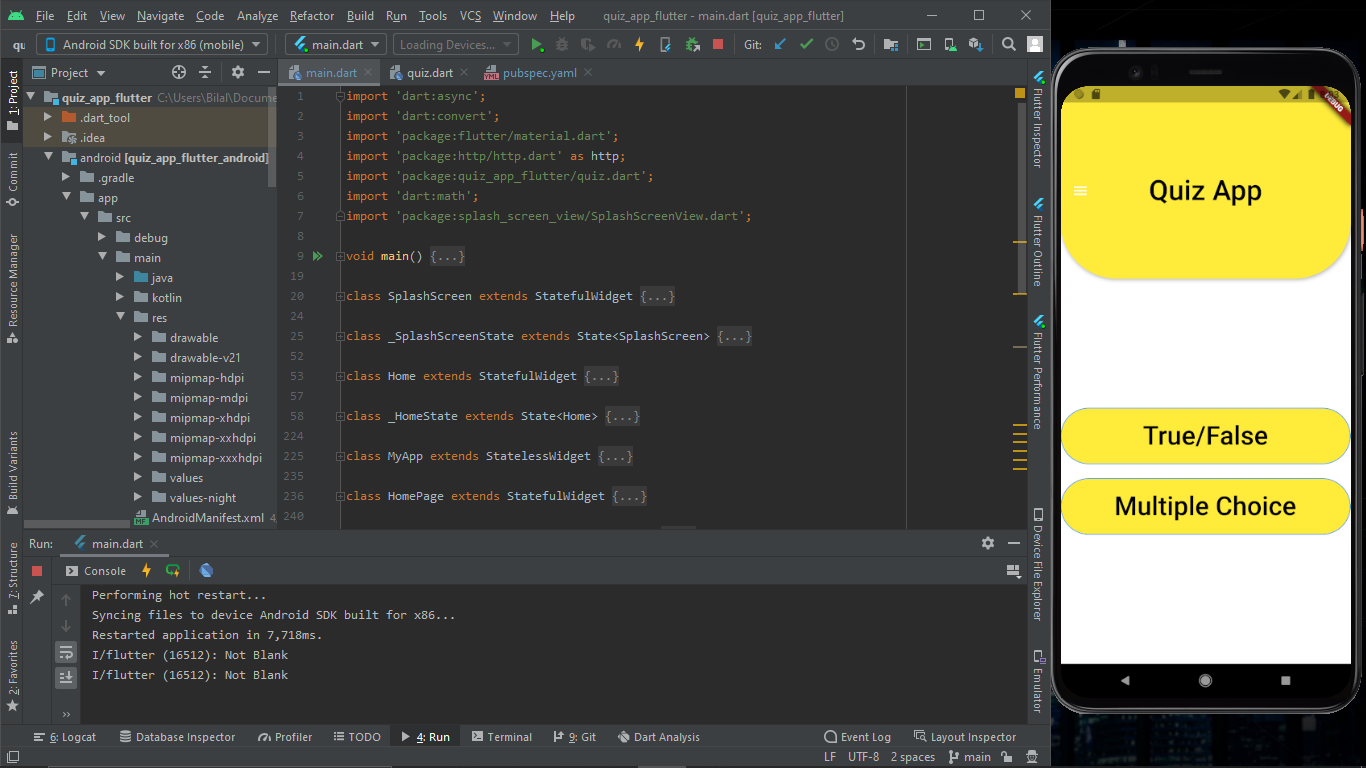 File Edit View Navigate Code Analyze Refactor Build Run Tools VCS Window Help quiz_app_flutter - main.dart [quiz_app_flutter]
qu Android SDK built for x86 (mobile) main.dart Loading Devices... Git:
Project
main.dart quiz.dart pubspec.yaml
1: Project
Commit
Resource Manager
Build Variants
7: Structure
2: Favorites
quiz_app_flutter C:\Users\Bilal\Docume
.dart_tool
.idea
android [quiz_app_flutter_android]
.gradle
app
src
debug
main
java
kotlin
res
drawable
drawable-v21
mipmap-hdpi
mipmap-mdpi
mipmap-xhdpi
mipmap-xxhdpi
mipmap-xxxhdpi
values
values-night
AndroidManifest.xml 4
1 import 'dart:async';
2 import 'dart:convert';
3 import 'package:flutter/material.dart';
4 import 'package:http/http.dart' as http;
5 import 'package:quiz_app_flutter/quiz.dart';
6 import 'dart:math';
7 import 'package:splash_screen_view/SplashScreenView.dart';
8
9 void main() {...}
19
20 class SplashScreen extends StatefulWidget {...}
24
25 class _SplashScreenState extends State<SplashScreen> {...}
52
53 class Home extends StatefulWidget {...}
57
58 class _HomeState extends State<Home> {...}
224
225 class MyApp extends StatelessWidget {...}
235
236 class HomePage extends StatefulWidget {...}
240
Flutter Inspector
Flutter Outline
Flutter Performance
Device File Explorer
Emulator
Run: main.dart
Console
Performing hot restart...
Syncing files to device Android SDK built for x86...
Restarted application in 7,718ms.
I/flutter (16512): Not Blank
I/flutter (16512): Not Blank
6: Logcat Database Inspector Profiler TODO 4: Run Terminal 9: Git Dart Analysis Event Log Layout Inspector
LF UTF-8 2 spaces main
DEBUG
Quiz App
True/False
Multiple Choice